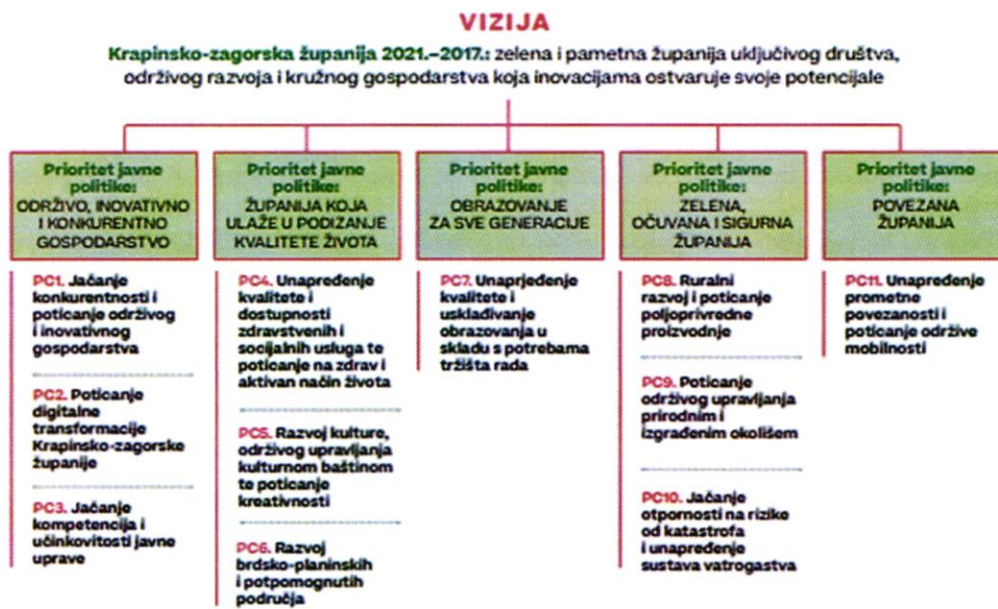 VIZIJA
Krapinsko-zagorska županija 2021.–2017.: zelena i pametna županija uključivog društva,
održivog razvoja i kružnog gospodarstva koja inovacijama ostvaruje svoje potencijale
Prioritet javne
politike:
ODRŽIVO, INOVATIVNO
I KONKURENTNO
GOSPODARSTVO
PC1. Jačanje
konkurentnosti i
poticanje održivog
i inovativnog
gospodarstva
PC2. Poticanje
digitalne
transformacije
Krapinsko-zagorske
županije
PC3. Jačanje
kompetencija i
učinkovitosti javne
uprave
Prioritet javne
politike:
ŽUPANIJA KOJA
ULAŽE U PODIZANJE
KVALITETE ŽIVOTA
PC4. Unapređenje
kvalitete i
dostupnosti
zdravstvenih i
socijalnih usluga te
poticanje na zdrav i
aktivan način života
PC5. Razvoj kulture,
održivog upravljanja
kulturnom baštinom
te poticanje
kreativnosti
PC6. Razvoj
brdsko-planinskih
i potpomognutih
područja
Prioritet javne
politike:
OBRAZOVANJE
ZA SVE GENERACIJE
PC7. Unaprjeđenje
kvalitete i
usklađivanje
obrazovanja u
skladu s potrebama
tržišta rada
Prioritet javne
politike:
ZELENA,
OČUVANA I SIGURNA
ŽUPANIJA
PC8. Ruralni
razvoj i poticanje
poljoprivredne
proizvodnje
PC9. Poticanje
održivog upravljanja
prirodnim i
izgrađenim okolišem
PC10. Jačanje
otpornosti na rizike
od katastrofa
i unapređenje
sustava vatrogastva
Prioritet javne
politike:
POVEZANA
ŽUPANIJA
PC11. Unapređenje
prometne
povezanosti i
poticanje održive
mobilnosti